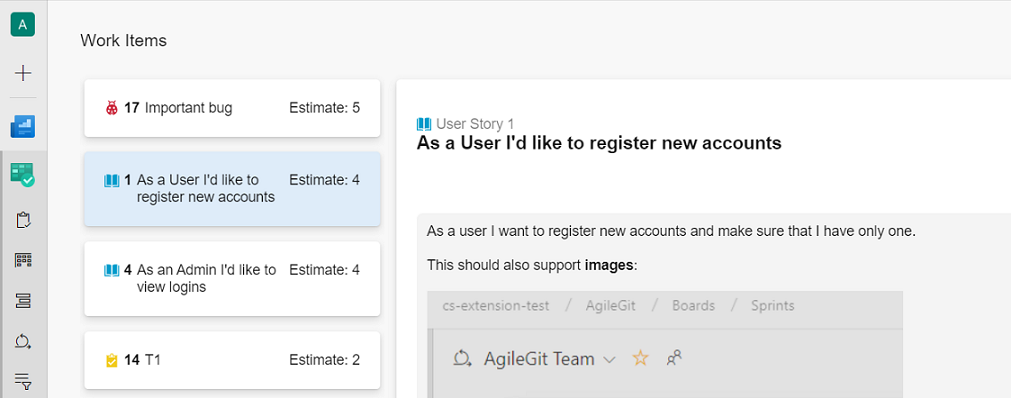 A
Work Items
17 Important bug Estimate: 5
1 As a User I'd like to Estimate: 4
register new accounts
4 As an Admin I'd like to Estimate: 4
view logins
14 T1 Estimate: 2
User Story 1
As a User I'd like to register new accounts
As a user I want to register new accounts and make sure that I have only one.
This should also support images:
cs-extension-test / AgileGit / Boards / Sprints
AgileGit Team